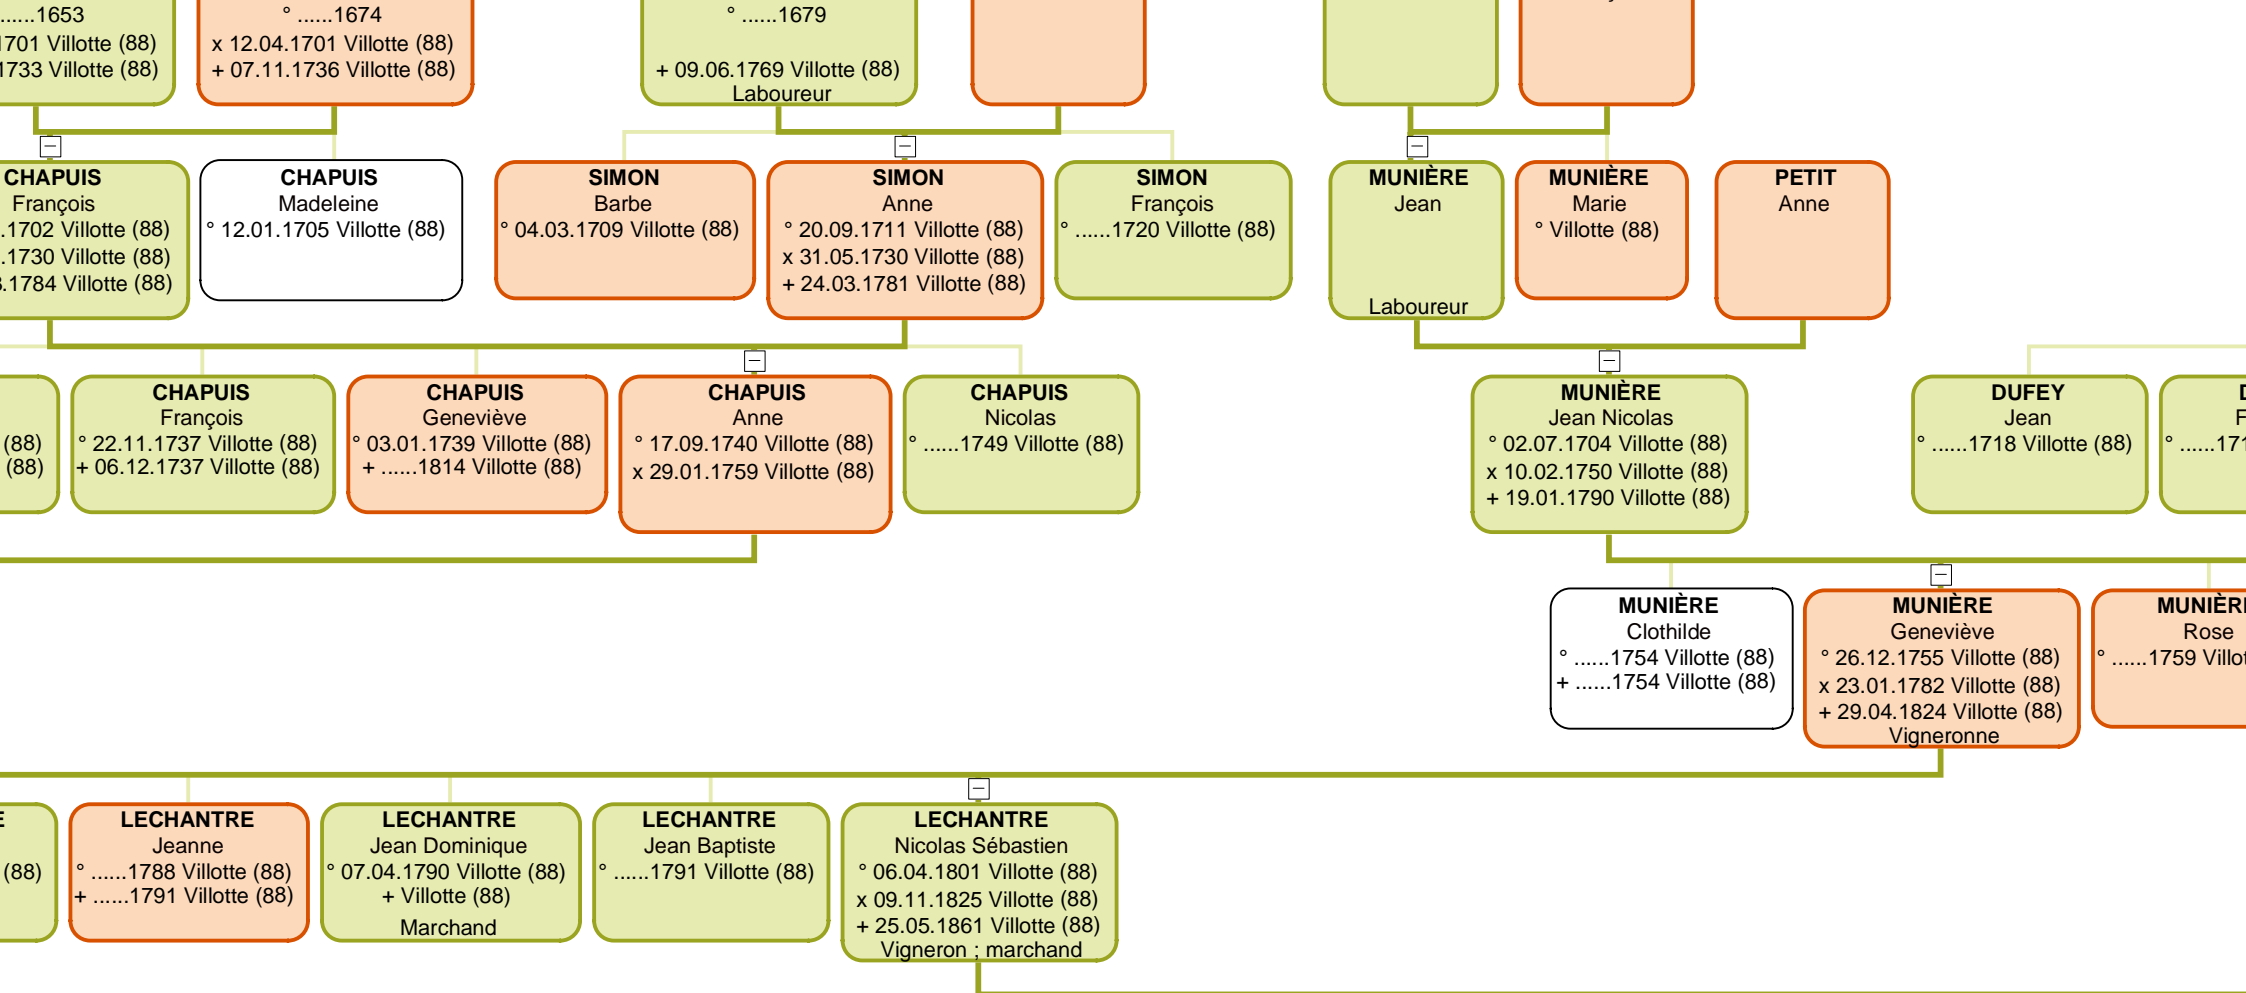 ......1653
1701 Villotte (88)
1733 Villotte (88)
° ......1674
x 12.04.1701 Villotte (88)
+ 07.11.1736 Villotte (88)
° ......1679
+ 09.06.1769 Villotte (88)
Laboureur
CHAPUIS
François
.1702 Villotte (88)
.1730 Villotte (88)
.1784 Villotte (88)
CHAPUIS
Madeleine
° 12.01.1705 Villotte (88)
SIMON
Barbe
° 04.03.1709 Villotte (88)
SIMON
Anne
° 20.09.1711 Villotte (88)
x 31.05.1730 Villotte (88)
+ 24.03.1781 Villotte (88)
SIMON
François
° ......1720 Villotte (88)
MUNIÈRE
Jean
Laboureur
MUNIÈRE
Marie
° Villotte (88)
PETIT
Anne
(88)
(88)
CHAPUIS
François
° 22.11.1737 Villotte (88)
+ 06.12.1737 Villotte (88)
CHAPUIS
Geneviève
° 03.01.1739 Villotte (88)
+ ......1814 Villotte (88)
CHAPUIS
Anne
° 17.09.1740 Villotte (88)
x 29.01.1759 Villotte (88)
CHAPUIS
Nicolas
° ......1749 Villotte (88)
MUNIÈRE
Jean Nicolas
° 02.07.1704 Villotte (88)
x 10.02.1750 Villotte (88)
+ 19.01.1790 Villotte (88)
DUFEY
Jean
° ......1718 Villotte (88)
F
° ......171
MUNIÈRE
Clothilde
° ......1754 Villotte (88)
+ ......1754 Villotte (88)
MUNIÈRE
Geneviève
° 26.12.1755 Villotte (88)
x 23.01.1782 Villotte (88)
+ 29.04.1824 Villotte (88)
Vigneronne
MUNIÈRE
Rose
° ......1759 Villot
E
(88)
LECHANTRE
Jeanne
° ......1788 Villotte (88)
+ ......1791 Villotte (88)
LECHANTRE
Jean Dominique
° 07.04.1790 Villotte (88)
+ Villotte (88)
Marchand
LECHANTRE
Jean Baptiste
° ......1791 Villotte (88)
LECHANTRE
Nicolas Sébastien
° 06.04.1801 Villotte (88)
x 09.11.1825 Villotte (88)
+ 25.05.1861 Villotte (88)
Vigneron ; marchand